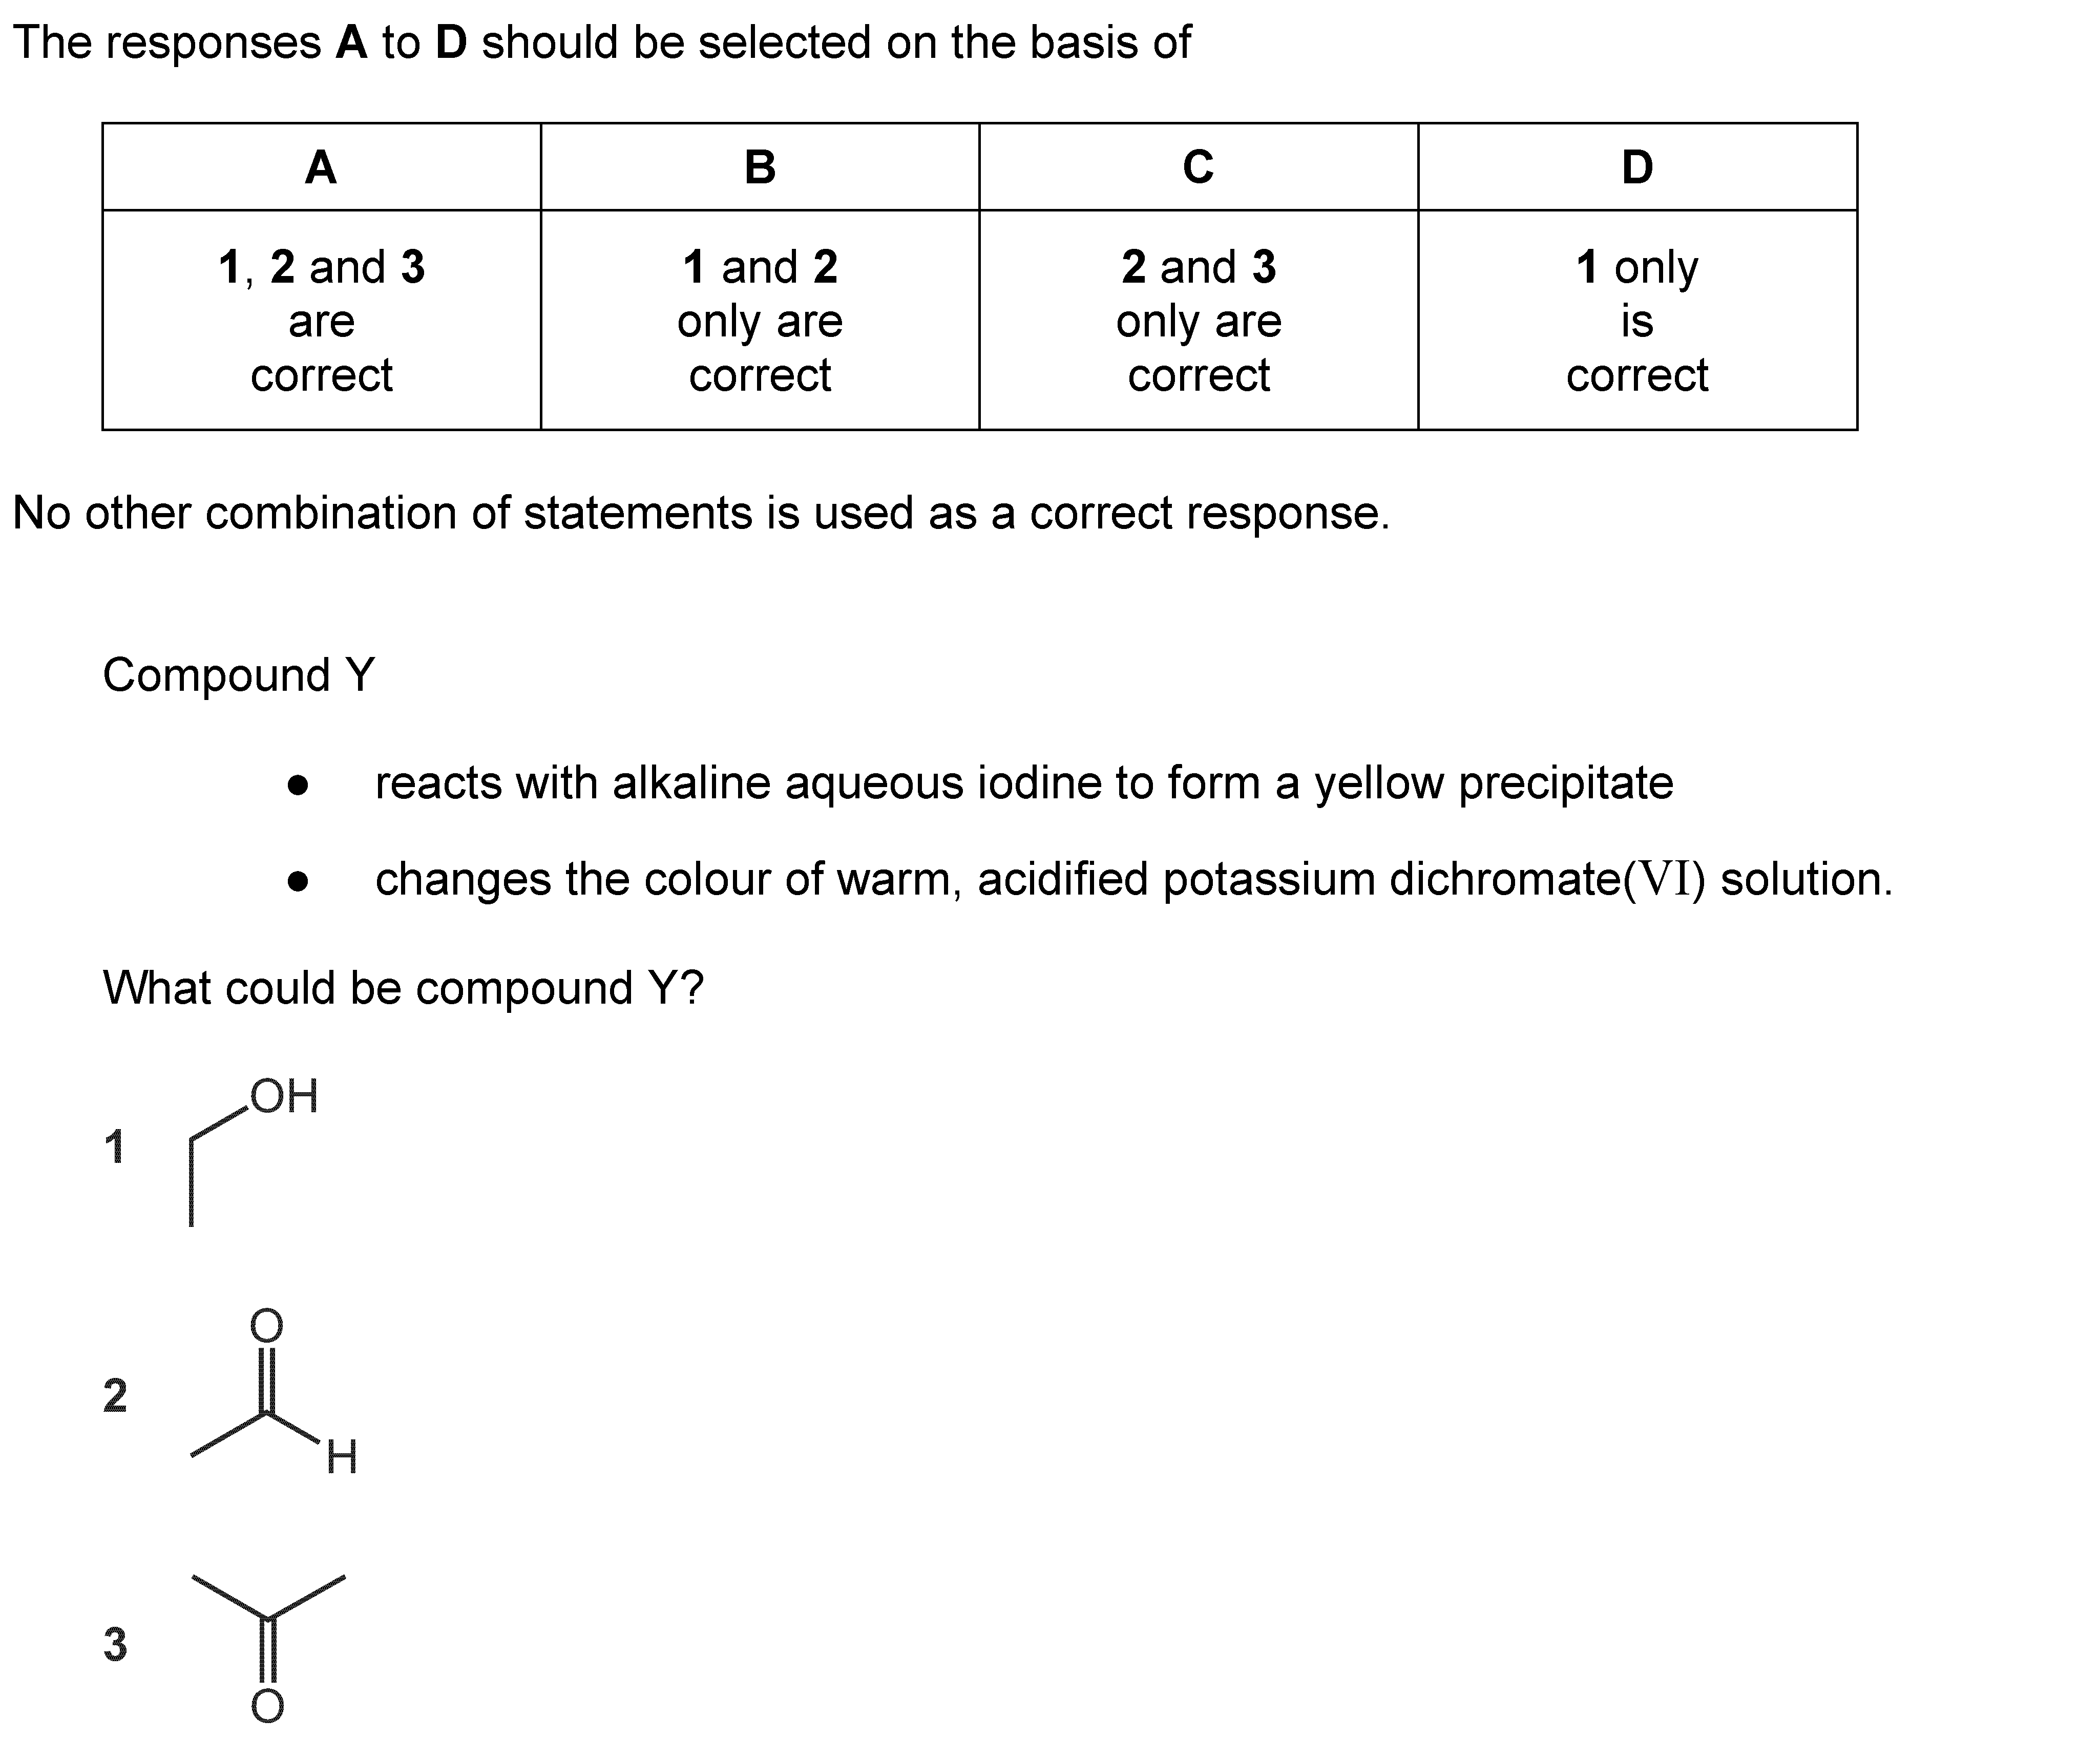 The responses A to D should be selected on the basis of
A B C D
1, 2 and 3 1 and 2 2 and 3 1 only
are only are only are is
correct correct correct correct
No other combination of statements is used as a correct response.
Compound Y
● reacts with alkaline aqueous iodine to form a yellow precipitate
● changes the colour of warm, acidified potassium dichromate(VI) solution.
What could be compound Y?
OH
1
O
2
H
3
O